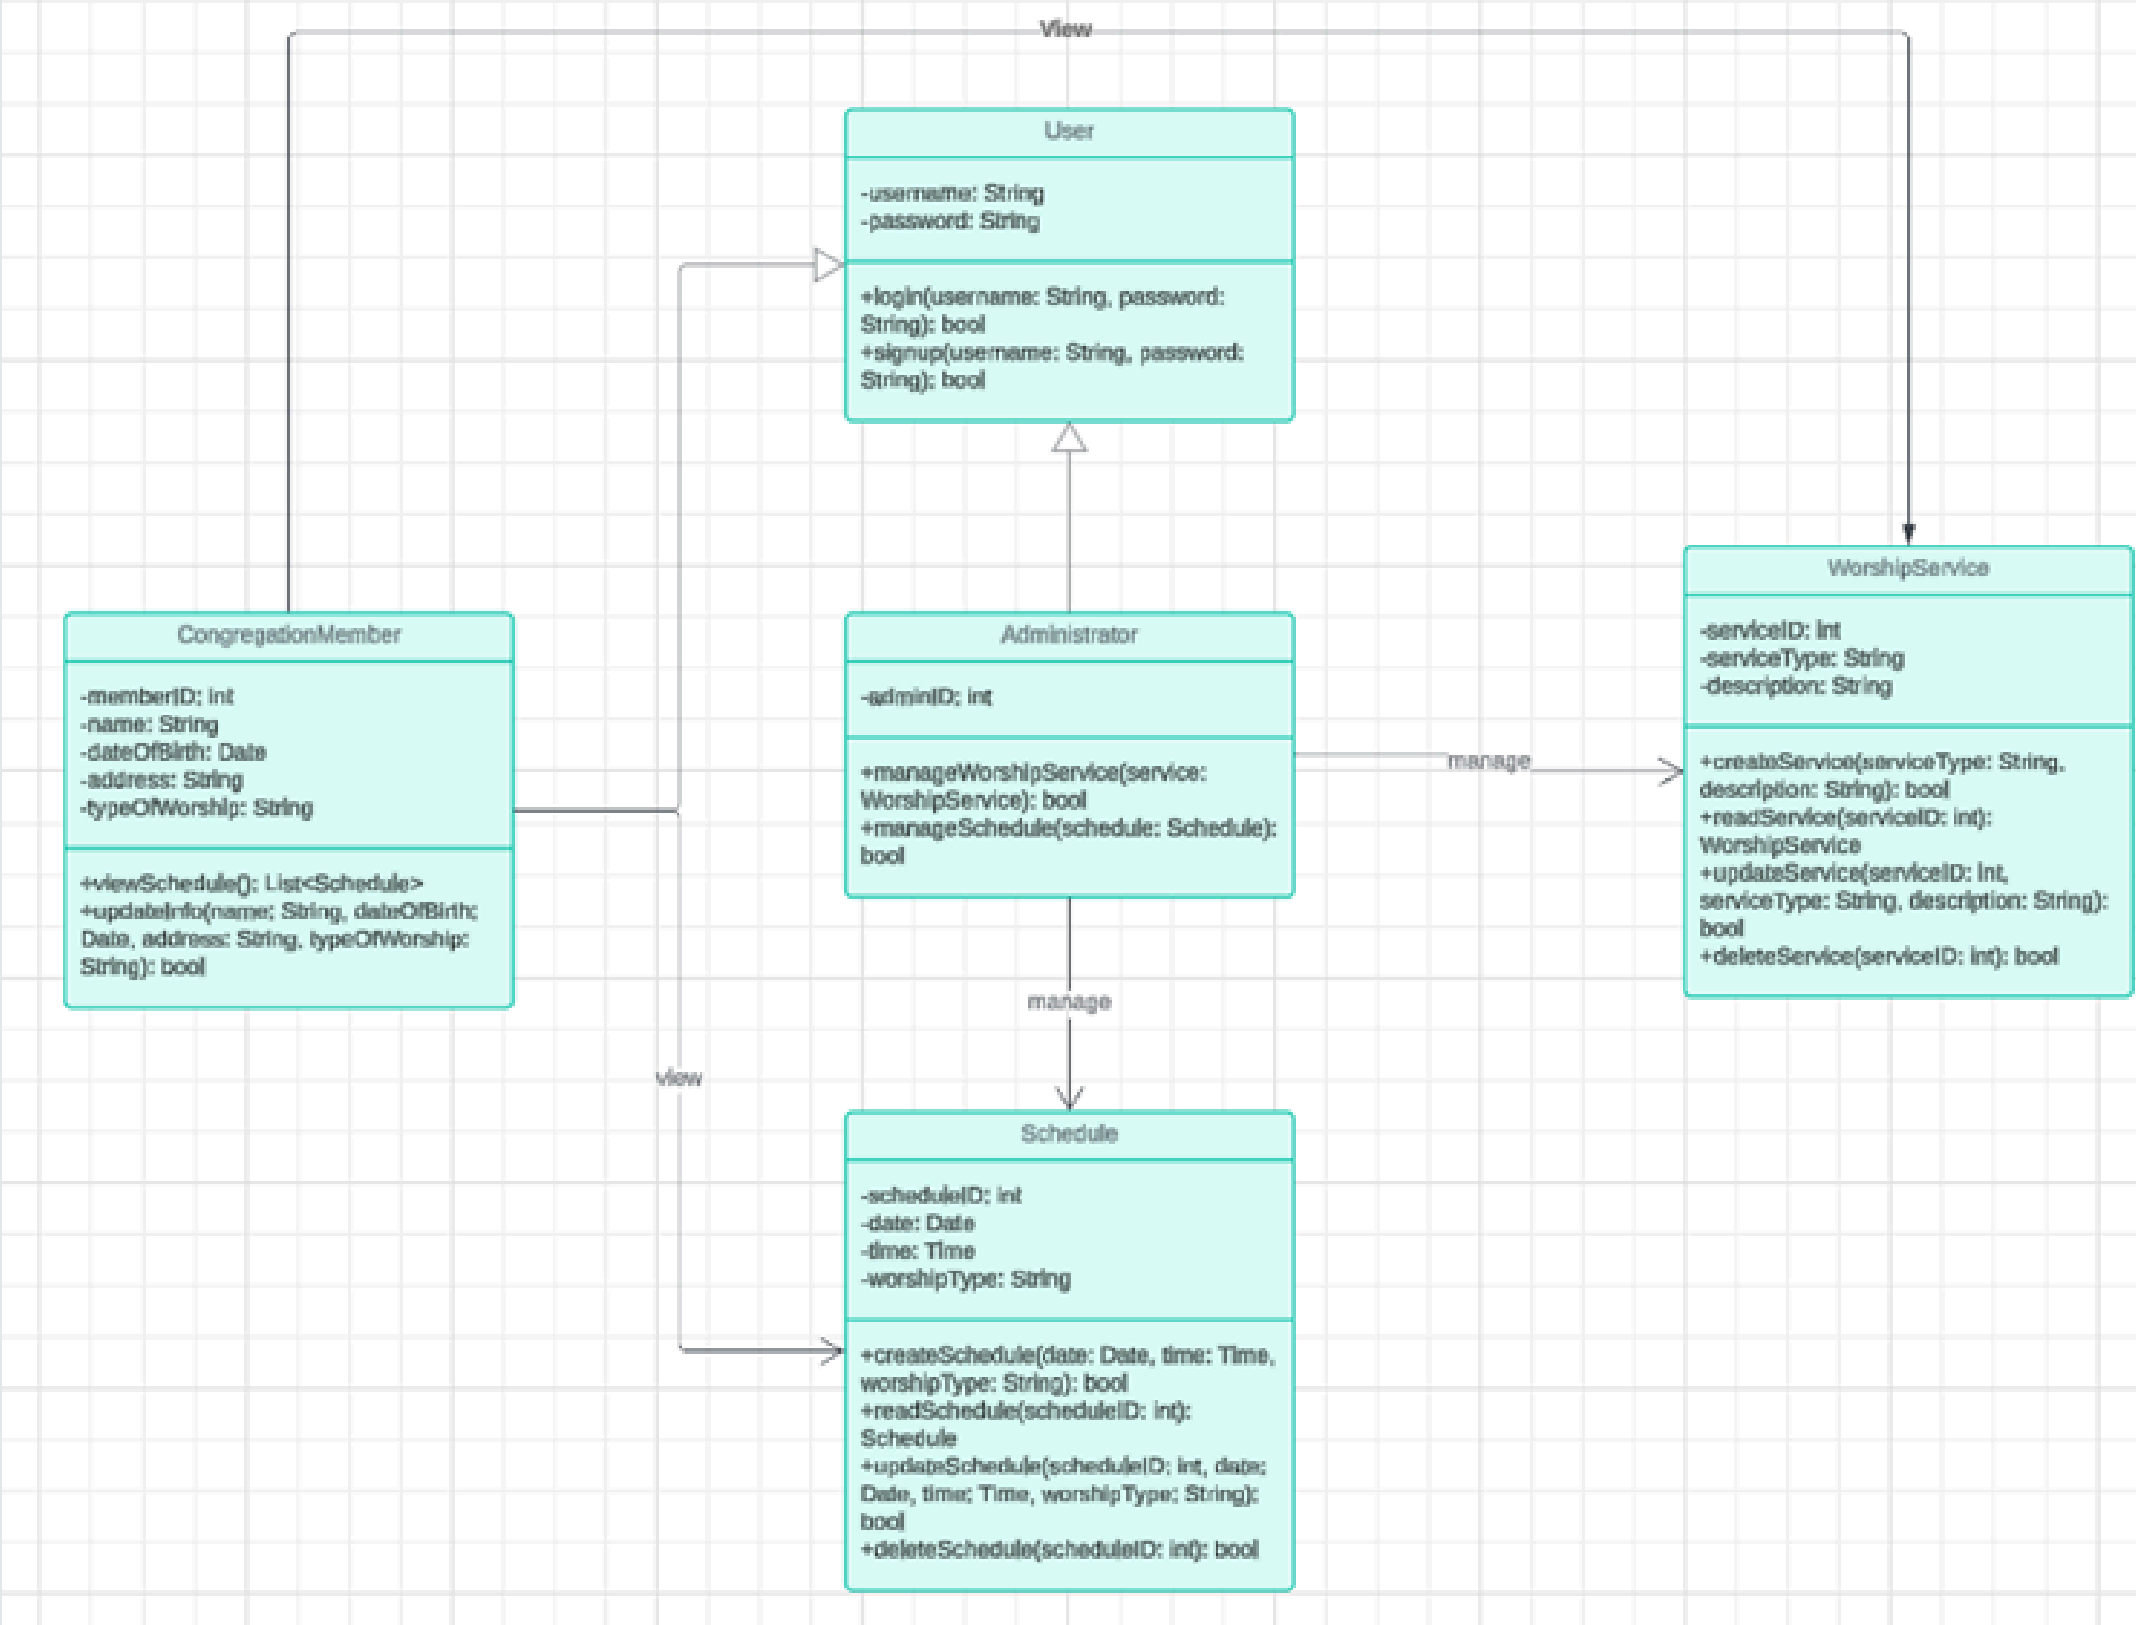 View
User
-username: String
-password: String
+login(username: String, password:
String): bool
+signup(username: String, password:
String): bool
CongregationMember
-memberID: int
-name: String
-dateOfBirth: Date
-address: String
-typeOfWorship: String
+viewSchedule(): List<Schedule>
+updateInfo(name: String, dateOfBirth:
Date, address: String, typeOfWorship:
String): bool
Administrator
-adminID: int
+manageWorshipService(service:
WorshipService): bool
+manageSchedule(schedule: Schedule):
bool
manage
WorshipService
-serviceID: int
-serviceType: String
-description: String
+createService(serviceType: String,
description: String): bool
+readService(serviceID: int):
WorshipService
+updateService(serviceID: int,
serviceType: String, description: String):
bool
+deleteService(serviceID: int): bool
manage
view
Schedule
-scheduleID: int
-date: Date
-time: Time
-worshipType: String
+createSchedule(date: Date, time: Time,
worshipType: String): bool
+readSchedule(scheduleID: int):
Schedule
+updateSchedule(scheduleID: int, date:
Date, time: Time, worshipType: String):
bool
+deleteSchedule(scheduleID: int): bool